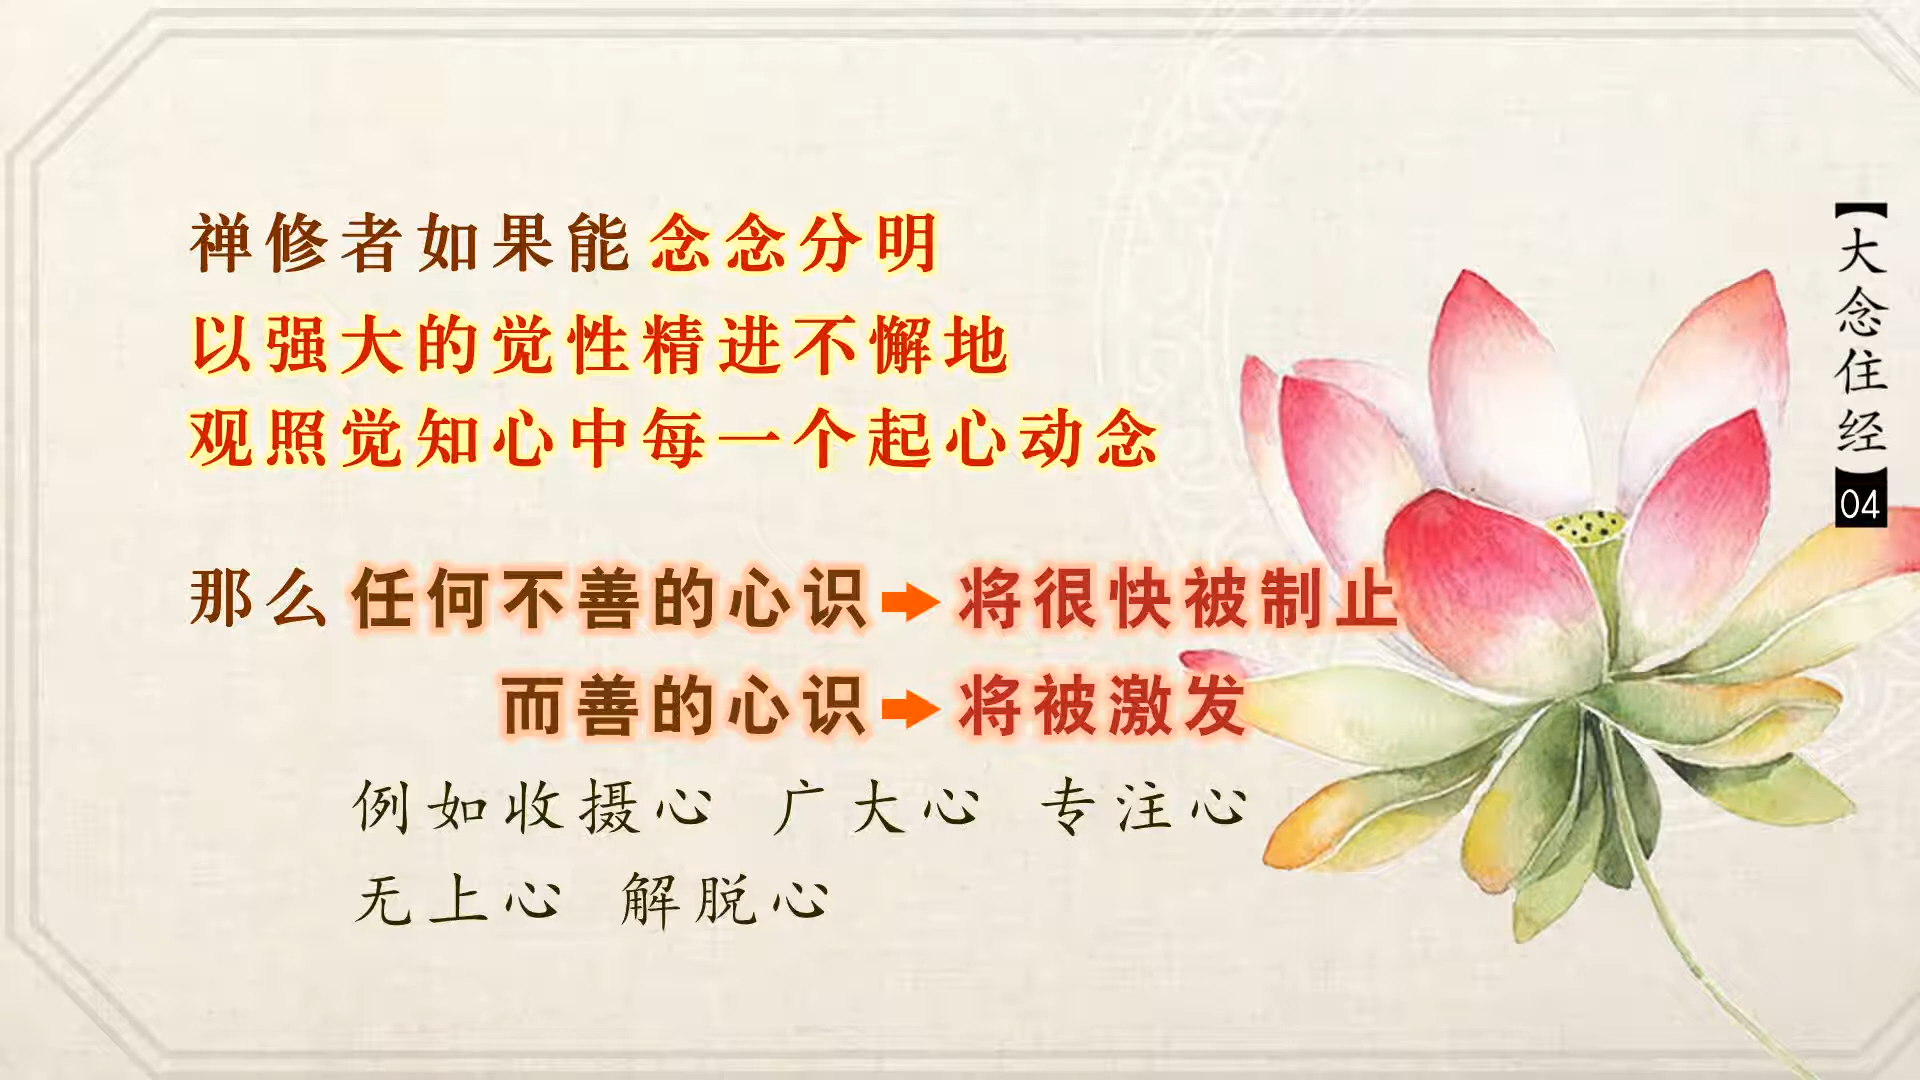 禅修者如果能念念分明
以强大的觉性精进不懈地
观照觉知心中每一个起心动念
那么任何不善的心识➡将很快被制止
而善的心识➡将被激发
例如收摄心 广大心 专注心
无上心 解脱心
【大念住经】04